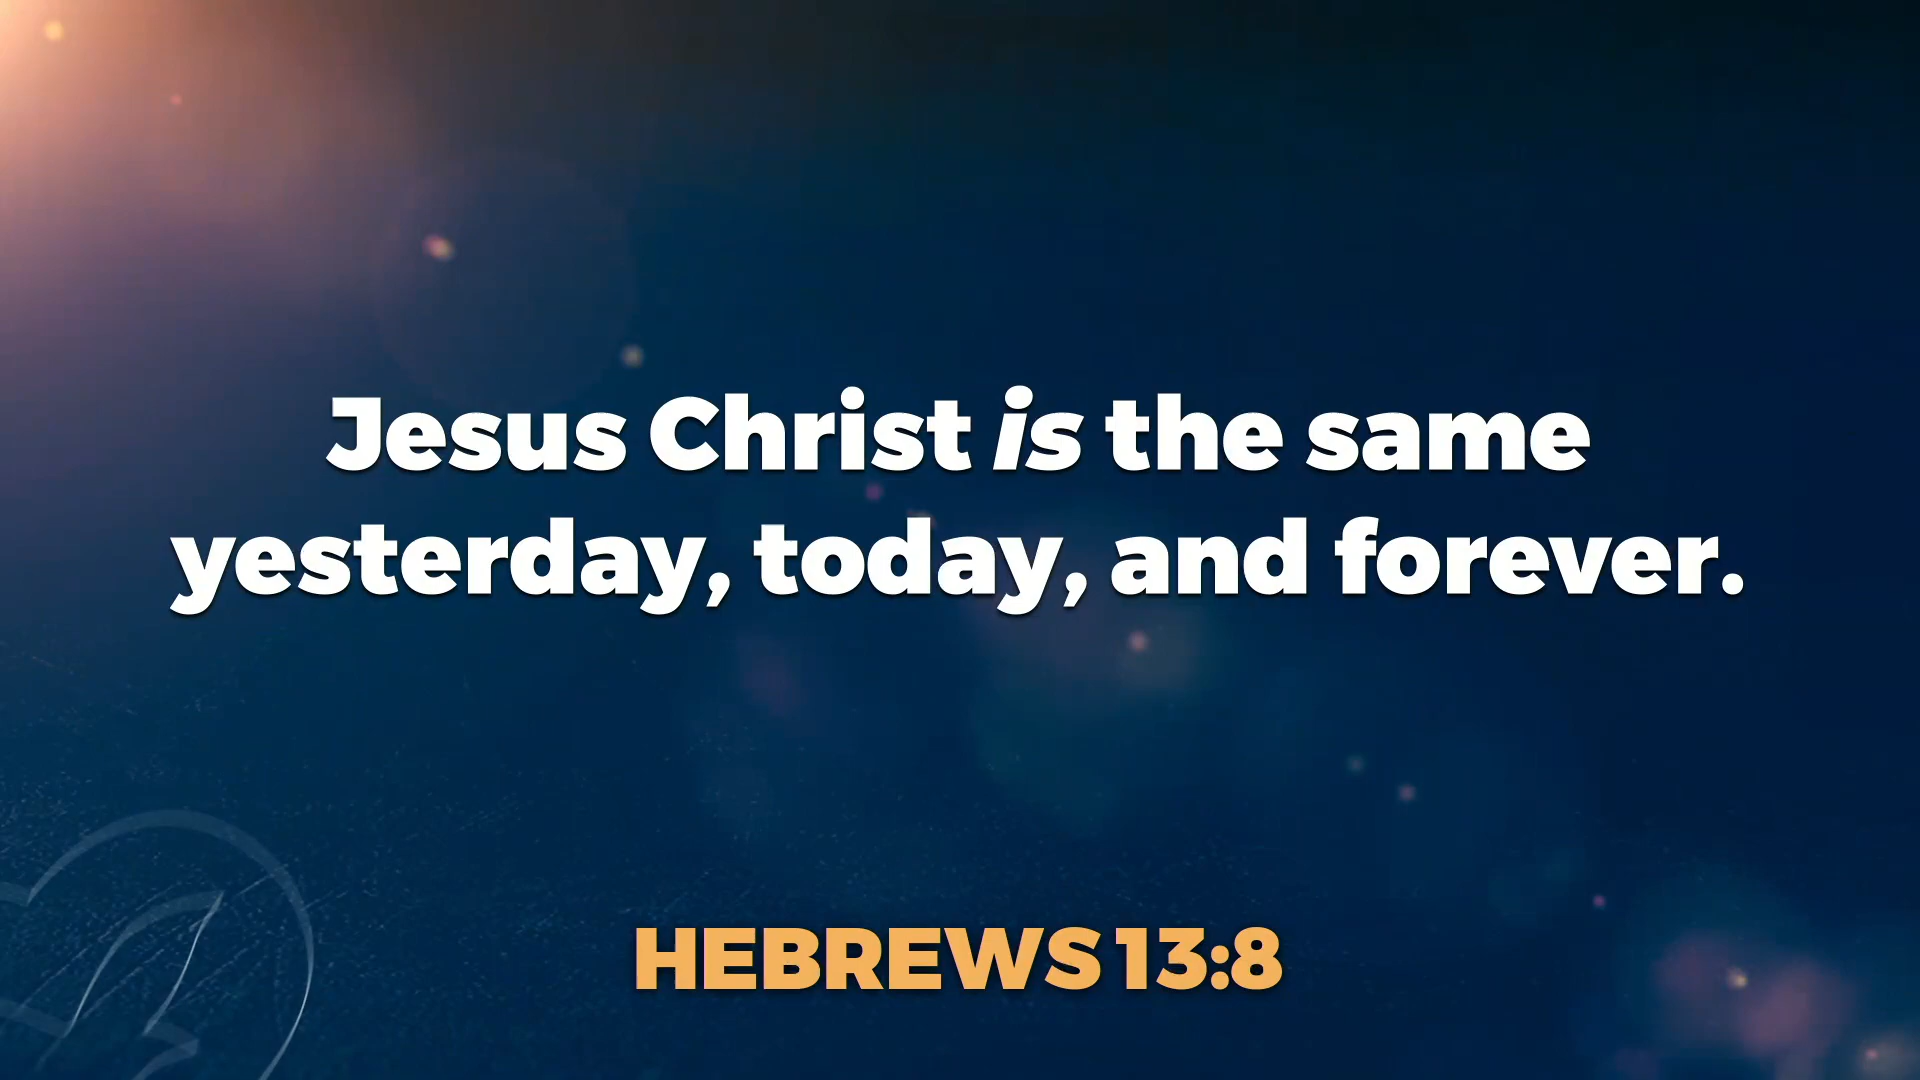 Jesus Christ is the same
yesterday, today, and forever.
HEBREWS 13:8